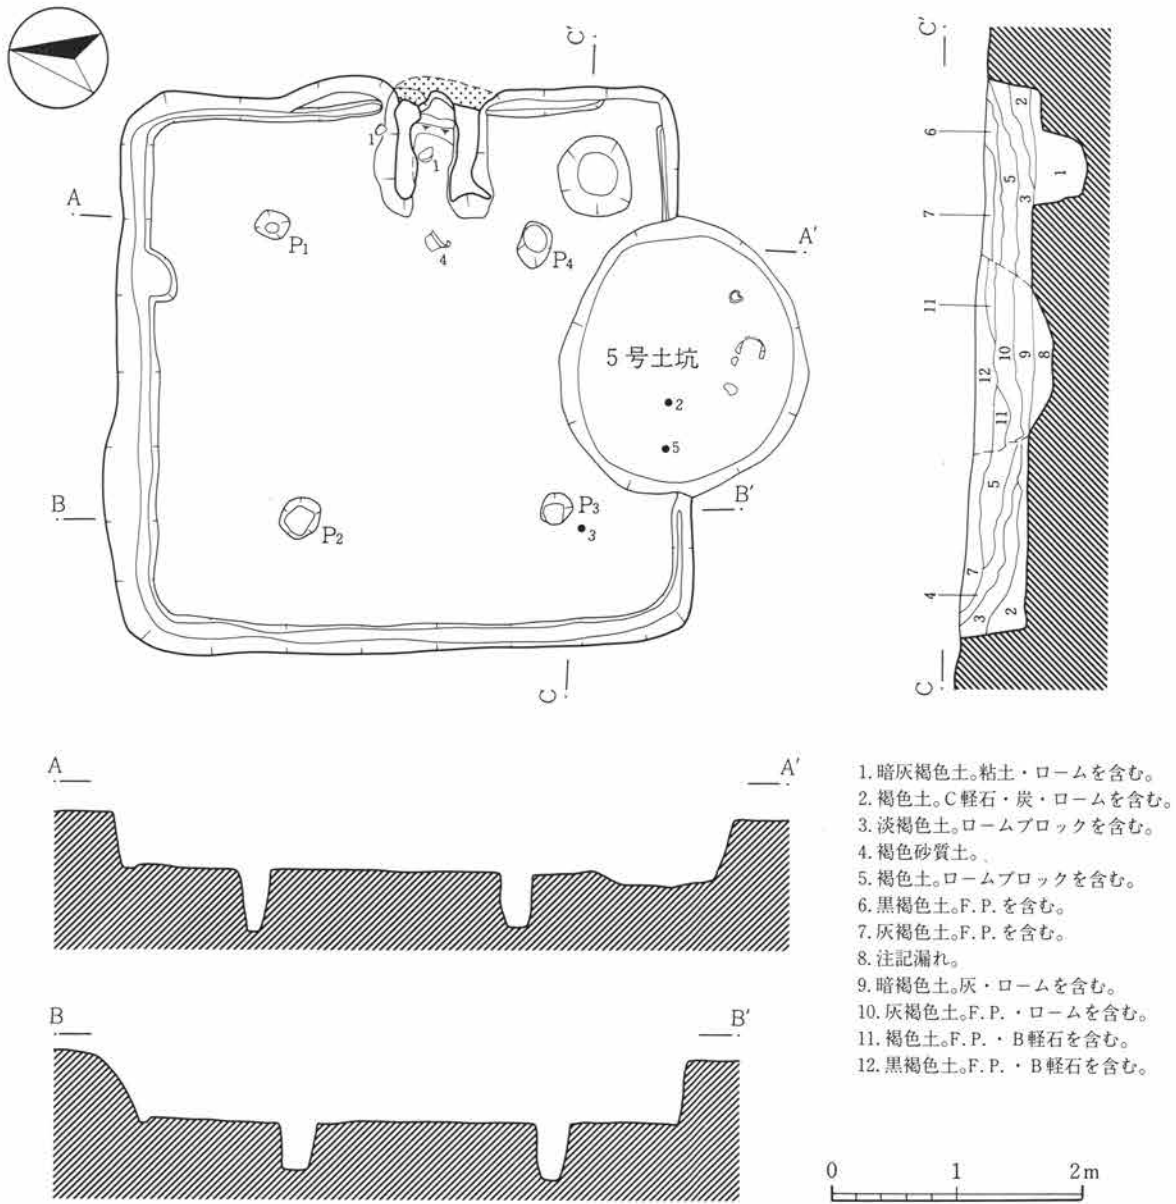 C'
A
1
1
P₁
4
P₄
A'
5号土坑
2
5
B
P₂
P₃
3
B'
C
C'
6
7
11
4
2
5
3
1
12
10
9
8
11
5
7
3
2
C
A
A'
B
B'
1.暗灰褐色土。粘土・ロームを含む。
2.褐色土。C軽石・炭・ロームを含む。
3.淡褐色土。ロームブロックを含む。
4.褐色砂質土。
5.褐色土。ロームブロックを含む。
6.黒褐色土。F.P.を含む。
7.灰褐色土。F.P.を含む。
8.注記漏れ。
9.暗褐色土。灰・ロームを含む。
10.灰褐色土。F.P.・ロームを含む。
11.褐色土。F.P.・B軽石を含む。
12.黒褐色土。F.P.・B軽石を含む。
0 1 2m